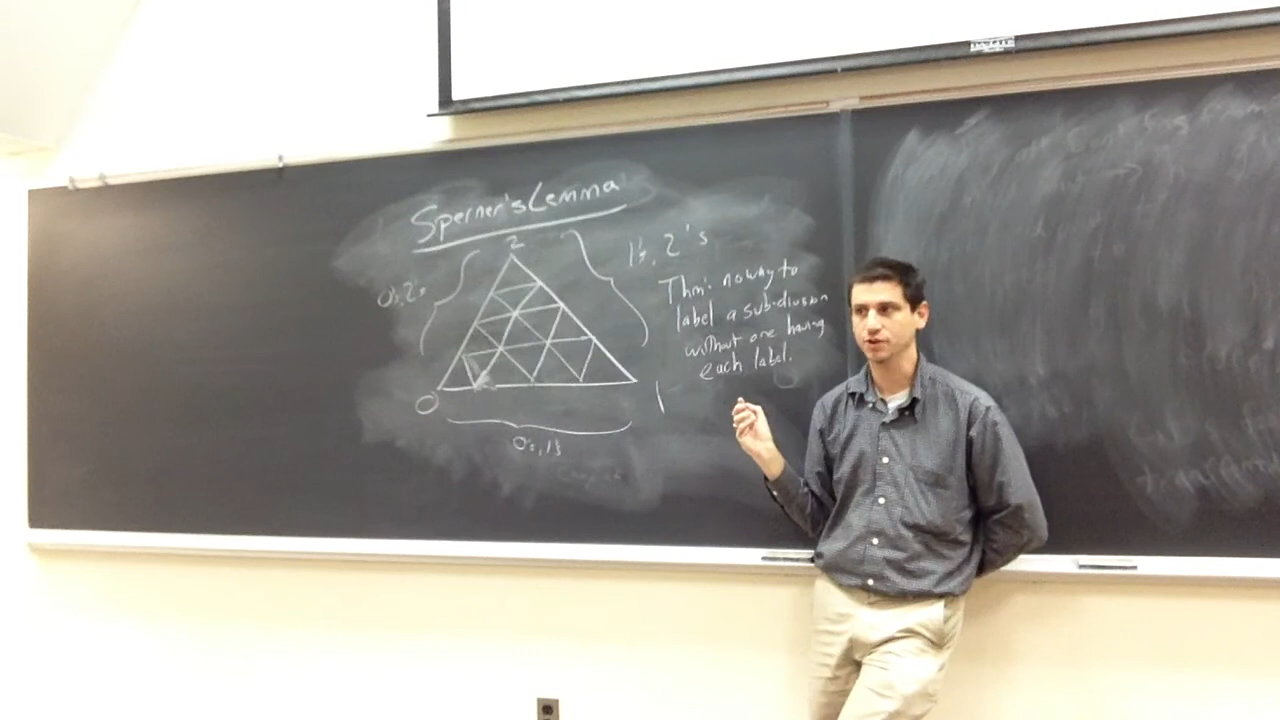 Sperner's Lemma
2
1's, 2's
0's, 2's
Thm: no way to
label a sub-division
without one having
each label.
0
1
0's, 1's